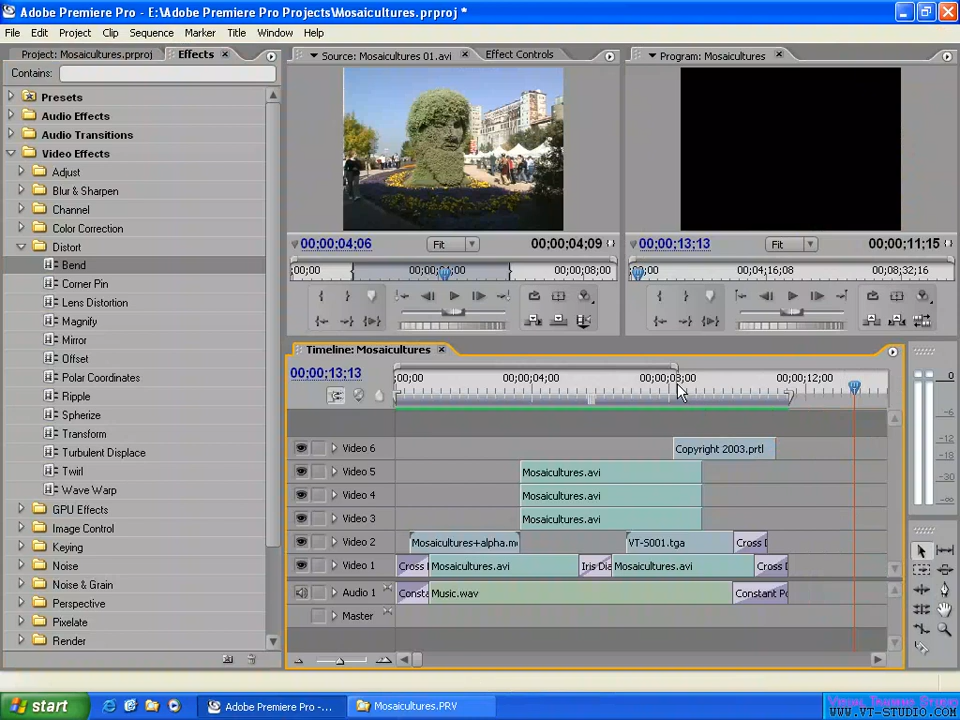 Adobe Premiere Pro - E:\Adobe Premiere Pro Projects\Mosaicultures.prproj *
File Edit Project Clip Sequence Marker Title Window Help
Project: Mosaicultures.prproj Effects
Contains:
Presets
Audio Effects
Audio Transitions
Video Effects
Adjust
Blur & Sharpen
Channel
Color Correction
Distort
Bend
Corner Pin
Lens Distortion
Magnify
Mirror
Offset
Polar Coordinates
Ripple
Spherize
Transform
Turbulent Displace
Twirl
Wave Warp
GPU Effects
Image Control
Keying
Noise
Noise & Grain
Perspective
Pixelate
Render
Source: Mosaicultures 01.avi Effect Controls
00;00;04;06 Fit 00;00;04;09
;00;00 00;00;04;00 00;00;08;00
Program: Mosaicultures
00;00;13;13 Fit 00;00;11;15
00;00 00;04;16;08 00;08;32;16
Timeline: Mosaicultures
00;00;13;13
;00;00 00;00;04;00 00;00;08;00 00;00;12;00
Video 6 Copyright 2003.prtl
Video 5 Mosaicultures.avi
Video 4 Mosaicultures.avi
Video 3 Mosaicultures.avi
Video 2 Mosaicultures+alpha.m VT-S001.tga Cross D
Video 1 Cross Mosaicultures.avi Iris Dia Mosaicultures.avi Cross D
Audio 1 Consta Music.wav Constant Po
Master
0
-6
-12
-18
-30
start Adobe Premiere Pro -... Mosaicultures.PRV
Visual Training Studio
www.VT-STUDIO.com